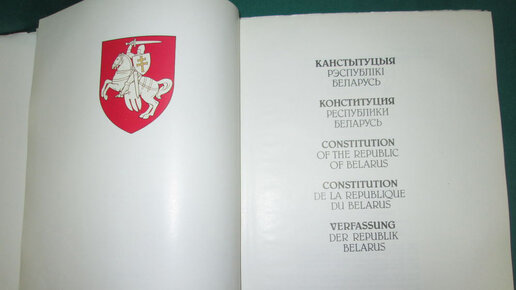 КАНСТЫТУЦЫЯ
РЭСПУБЛІКІ
БЕЛАРУСЬ
КОНСТИТУЦИЯ
РЕСПУБЛИКИ
БЕЛАРУСЬ
CONSTITUTION
OF THE REPUBLIC
OF BELARUS
CONSTITUTION
DE LA REPUBLIQUE
DU BELARUS
VERFASSUNG
DER REPUBLIK
BELARUS